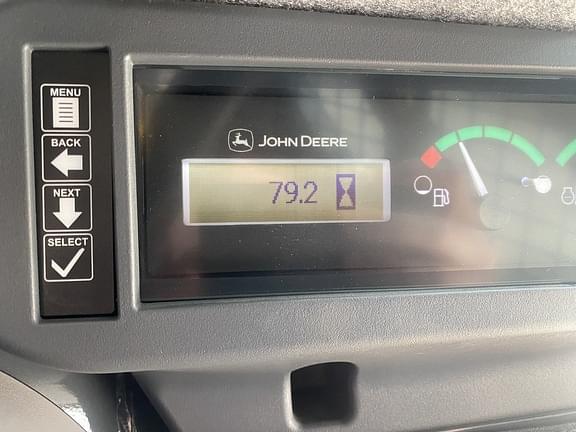 MENU
BACK
NEXT
SELECT
JOHN DEERE
79.2